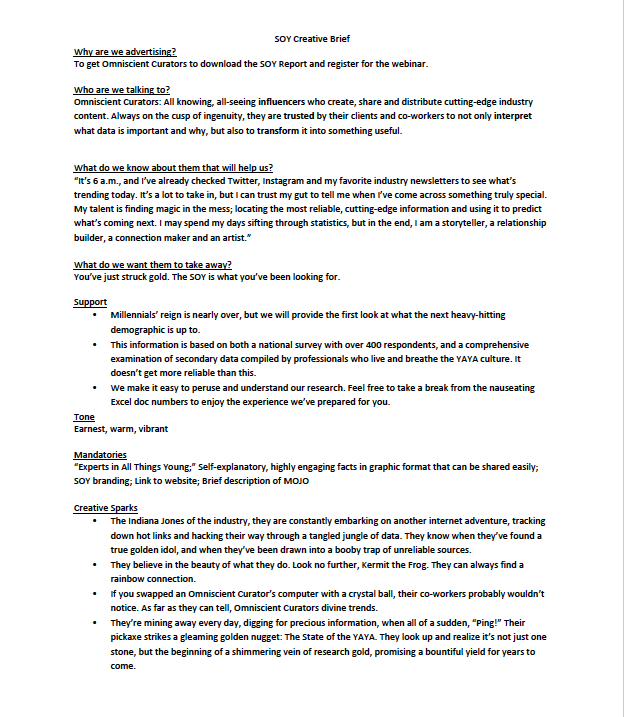 SOY Creative Brief
Why are we advertising?
To get Omniscient Curators to download the SOY Report and register for the webinar.
Who are we talking to?
Omniscient Curators: All knowing, all-seeing influencers who create, share and distribute cutting-edge industry
content. Always on the cusp of ingenuity, they are trusted by their clients and co-workers to not only interpret
what data is important and why, but also to transform it into something useful.
What do we know about them that will help us?
“It’s 6 a.m., and I’ve already checked Twitter, Instagram and my favorite industry newsletters to see what’s
trending today. It’s a lot to take in, but I can trust my gut to tell me when I’ve come across something truly special.
My talent is finding magic in the mess; locating the most reliable, cutting-edge information and using it to predict
what’s coming next. I may spend my days sifting through statistics, but in the end, I am a storyteller, a relationship
builder, a connection maker and an artist.”
What do we want them to take away?
You’ve just struck gold. The SOY is what you’ve been looking for.
Support
• Millennials’ reign is nearly over, but we will provide the first look at what the next heavy-hitting
demographic is up to.
• This information is based on both a national survey with over 400 respondents, and a comprehensive
examination of secondary data compiled by professionals who live and breathe the YAYA culture. It
doesn’t get more reliable than this.
• We make it easy to peruse and understand our research. Feel free to take a break from the nauseating
Excel doc numbers to enjoy the experience we’ve prepared for you.
Tone
Earnest, warm, vibrant
Mandatories
“Experts in All Things Young;” Self-explanatory, highly engaging facts in graphic format that can be shared easily;
SOY branding; Link to website; Brief description of MOJO
Creative Sparks
• The Indiana Jones of the industry, they are constantly embarking on another internet adventure, tracking
down hot links and hacking their way through a tangled jungle of data. They know when they’ve found a
true golden idol, and when they’ve been drawn into a booby trap of unreliable sources.
• They believe in the beauty of what they do. Look no further, Kermit the Frog. They can always find a
rainbow connection.
• If you swapped an Omniscient Curator’s computer with a crystal ball, their co-workers probably wouldn’t
notice. As far as they can tell, Omniscient Curators divine trends.
• They’re mining away every day, digging for precious information, when all of a sudden, “Ping!” Their
pickaxe strikes a gleaming golden nugget: The State of the YAYA. They look up and realize it’s not just one
stone, but the beginning of a shimmering vein of research gold, promising a bountiful yield for years to
come.